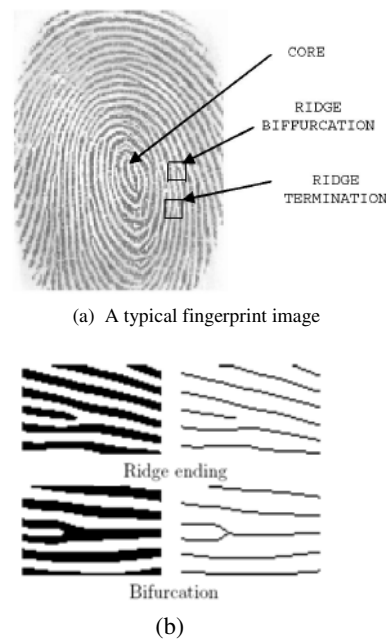 CORE
RIDGE
BIFFURCATION
RIDGE
TERMINATION
(a) A typical fingerprint image
Ridge ending
Bifurcation
(b)